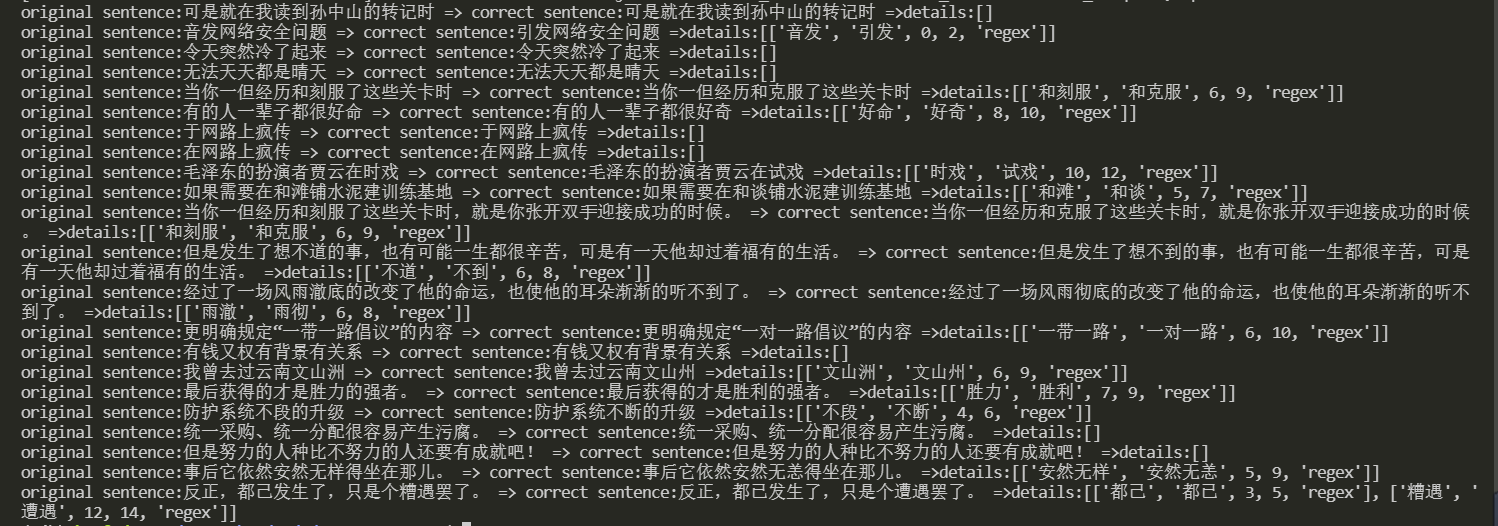 original sentence:可是就在我读到孙中山的转记时 => correct sentence:可是就在我读到孙中山的转记时 =>details:[]
original sentence:音发网络安全问题 => correct sentence:引发网络安全问题 =>details:[['音发', '引发', 0, 2, 'regex']]
original sentence:令天突然冷了起来 => correct sentence:令天突然冷了起来 =>details:[]
original sentence:无法天天都是晴天 => correct sentence:无法天天都是晴天 =>details:[]
original sentence:当你一但经历和刻服了这些关卡时 => correct sentence:当你一但经历和克服了这些关卡时 =>details:[['和刻服', '和克服', 6, 9, 'regex']]
original sentence:有的人一辈子都很好命 => correct sentence:有的人一辈子都很好奇 =>details:[['好命', '好奇', 8, 10, 'regex']]
original sentence:于网路上疯传 => correct sentence:于网路上疯传 =>details:[]
original sentence:在网路上疯传 => correct sentence:在网路上疯传 =>details:[]
original sentence:毛泽东的扮演者贾云在时戏 => correct sentence:毛泽东的扮演者贾云在试戏 =>details:[['时戏', '试戏', 10, 12, 'regex']]
original sentence:如果需要在和滩铺水泥建训练基地 => correct sentence:如果需要在和谈铺水泥建训练基地 =>details:[['和滩', '和谈', 5, 7, 'regex']]
original sentence:当你一但经历和刻服了这些关卡时，就是你张开双手迎接成功的时候。 => correct sentence:当你一但经历和克服了这些关卡时，就是你张开双手迎接成功的时候
。 =>details:[['和刻服', '和克服', 6, 9, 'regex']]
original sentence:但是发生了想不道的事，也有可能一生都很辛苦，可是有一天他却过着福有的生活。 => correct sentence:但是发生了想不到的事，也有可能一生都很辛苦，可是
有一天他却过着福有的生活。 =>details:[['不道', '不到', 6, 8, 'regex']]
original sentence:经过了一场风雨澈底的改变了他的命运，也使他的耳朵渐渐的听不到了。 => correct sentence:经过了一场风雨彻底的改变了他的命运，也使他的耳朵渐渐的听不
到了。 =>details:[['雨澈', '雨彻', 6, 8, 'regex']]
original sentence:更明确规定“一带一路倡议”的内容 => correct sentence:更明确规定“一对一路倡议”的内容 =>details:[['一带一路', '一对一路', 6, 10, 'regex']]
original sentence:有钱又权有背景有关系 => correct sentence:有钱又权有背景有关系 =>details:[]
original sentence:我曾去过云南文山洲 => correct sentence:我曾去过云南文山州 =>details:[['文山洲', '文山州', 6, 9, 'regex']]
original sentence:最后获得的才是胜力的强者。 => correct sentence:最后获得的才是胜利的强者。 =>details:[['胜力', '胜利', 7, 9, 'regex']]
original sentence:防护系统不段的升级 => correct sentence:防护系统不断的升级 =>details:[['不段', '不断', 4, 6, 'regex']]
original sentence:统一采购、统一分配很容易产生污腐。 => correct sentence:统一采购、统一分配很容易产生污腐。 =>details:[]
original sentence:但是努力的人种比不努力的人还要有成就吧！ => correct sentence:但是努力的人种比不努力的人还要有成就吧！ =>details:[]
original sentence:事后它依然安然无样得坐在那儿。 => correct sentence:事后它依然安然无恙得坐在那儿。 =>details:[['安然无样', '安然无恙', 5, 9, 'regex']]
original sentence:反正，都己发生了，只是个糟遇罢了。 => correct sentence:反正，都已发生了，只是个遭遇罢了。 =>details:[['都己', '都已', 3, 5, 'regex'], ['糟遇', '
遭遇', 12, 14, 'regex']]